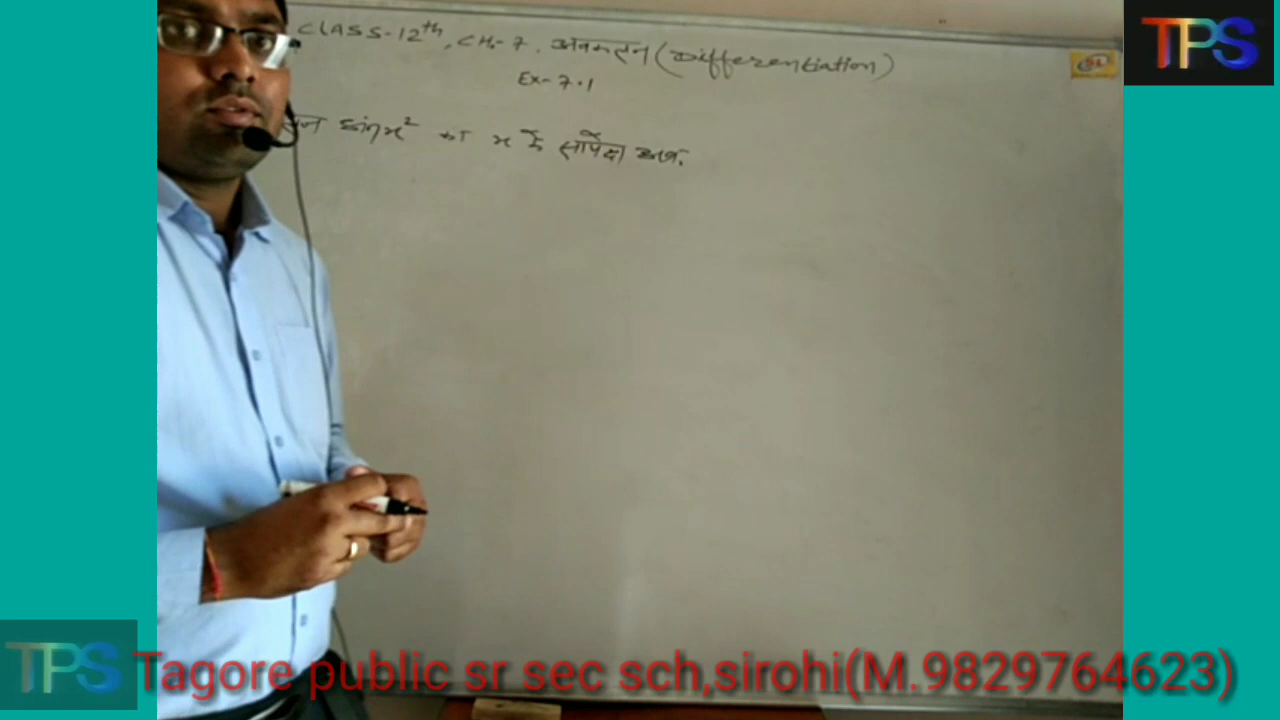 TPS
CLASS-12th, CH-7, अवकलन (Differentiation)
SL
Ex- 7.1
sinx² का x के सापेक्ष अव.
TPS Tagore public sr sec sch,sirohi(M.9829764623)